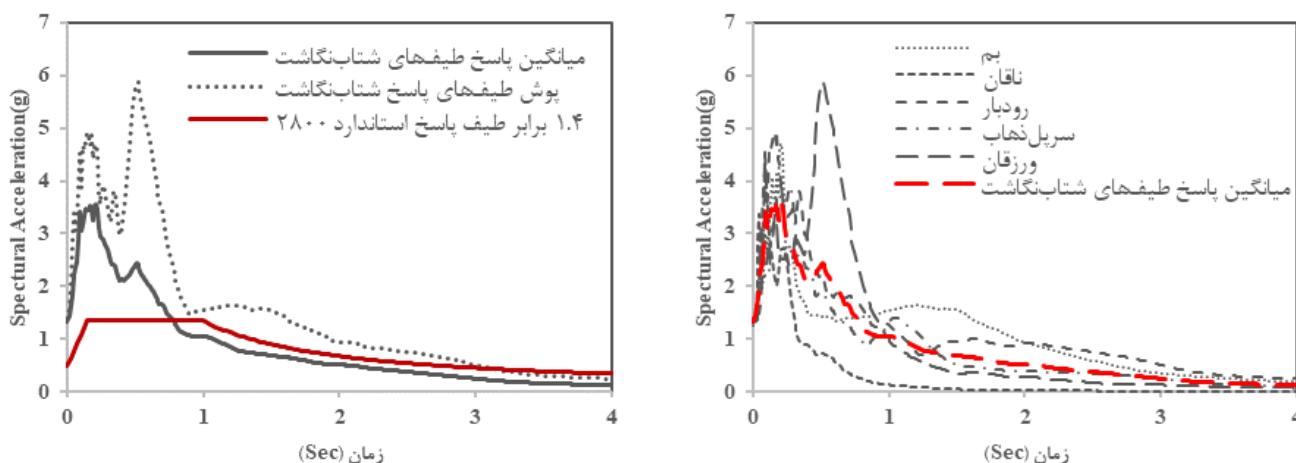 7
6
5
4
3
2
1
0
Spectural Acceleration(g)
میانگین پاسخ طیف‌های شتاب‌نگاشت
پوش طیف‌های پاسخ شتاب‌نگاشت
۱.۴ برابر طیف پاسخ استاندارد ۲۸۰۰
0 1 2 3 4
زمان (Sec)
7
6
5
4
3
2
1
0
Spectural Acceleration(g)
بم
ناقان
رودبار
سرپل‌ذهاب
ورزقان
میانگین پاسخ طیف‌های شتاب‌نگاشت
0 1 2 3 4
زمان (Sec)